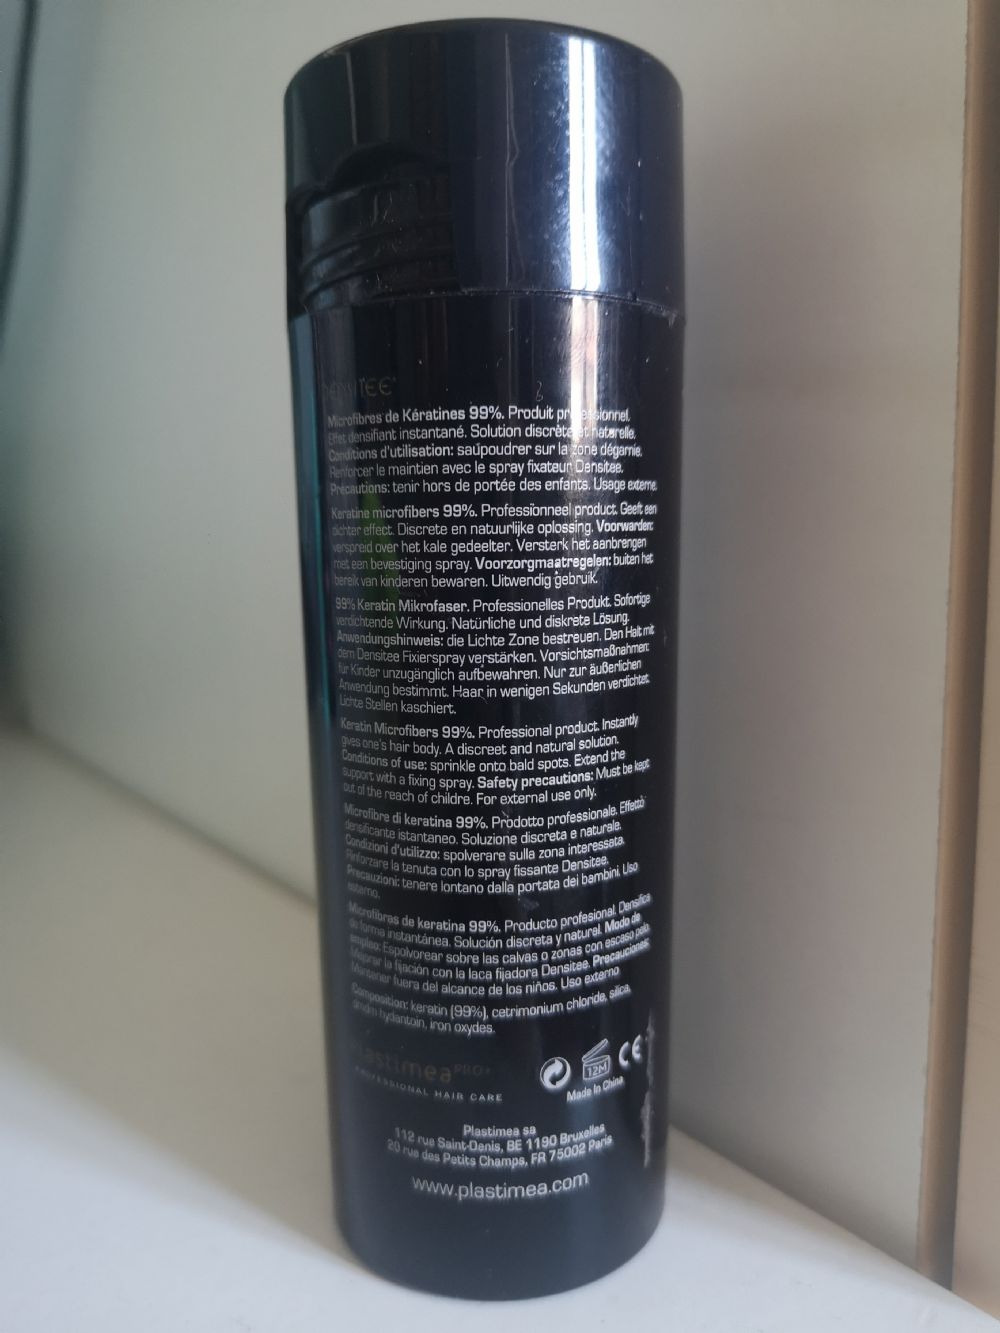 Microfibres de Kératines 99%. Produit professionnel.
Effet densifiant instantané. Solution discrète et naturelle.
Conditions d'utilisation: saupoudrer sur la zone dégarnie.
Renforcer le maintien avec le spray fixateur Densitee.
Précautions: tenir hors de portée des enfants. Usage externe.
Keratine microfibers 99%. Professionneel product. Geeft een
dichter effect. Discrete en natuurlijke oplossing. Voorwarden:
verspreid over het kale gedeelter. Versterk het aanbrengen
met een bevestiging spray. Voorzorgmaatregelen: buiten het
bereik van kinderen bewaren. Uitwendig gebruik.
99% Keratin Mikrofaser. Professionelles Produkt. Sofortige
verdichtende Wirkung. Natürliche und diskrete Lösung.
Anwendungshinweis: die Lichte Zone bestreuen. Den Halt mit
dem Densitee Fixierspray verstärken. Vorsichtsmaßnahmen:
für Kinder unzugänglich aufbewahren. Nur zur äußerlichen
Anwendung bestimmt. Haar in wenigen Sekunden verdichtet.
Lichte Stellen kaschiert.
Keratin Microfibers 99%. Professional product. Instantly
gives one's hair body. A discreet and natural solution.
Conditions of use: sprinkle onto bald spots. Extend the
support with a fixing spray. Safety precautions: Must be kept
out of the reach of childre. For external use only.
Microfibre di keratina 99%. Prodotto professionale. Effetto
densificante istantaneo. Soluzione discreta e naturale.
Condizioni d'utilizzo: spolverare sulla zona interessata.
Rinforzare la tenuta con lo spray fissante Densitee.
Precauzioni: tenere lontano dalla portata dei bambini. Uso
esterno.
Microfibras de keratina 99%. Producto profesional. Densifica
de forma instantánea. Solución discreta y natural. Modo de
empleo: Espolvorear sobre las calvas o zonas con escaso pelo.
Mejorar la fijación con la laca fijadora Densitee. Precauciones:
Mantener fuera del alcance de los niños. Uso externo
Composition: keratin (99%), cetrimonium chloride, silica,
hydantoin, iron oxydes.
plastimea PRO+
PROFESSIONAL HAIR CARE
12M CE
Made In China
Plastimea sa
112 rue Saint-Denis, BE 1190 Bruxelles
20 rue des Petits Champs, FR 75002 Paris
www.plastimea.com